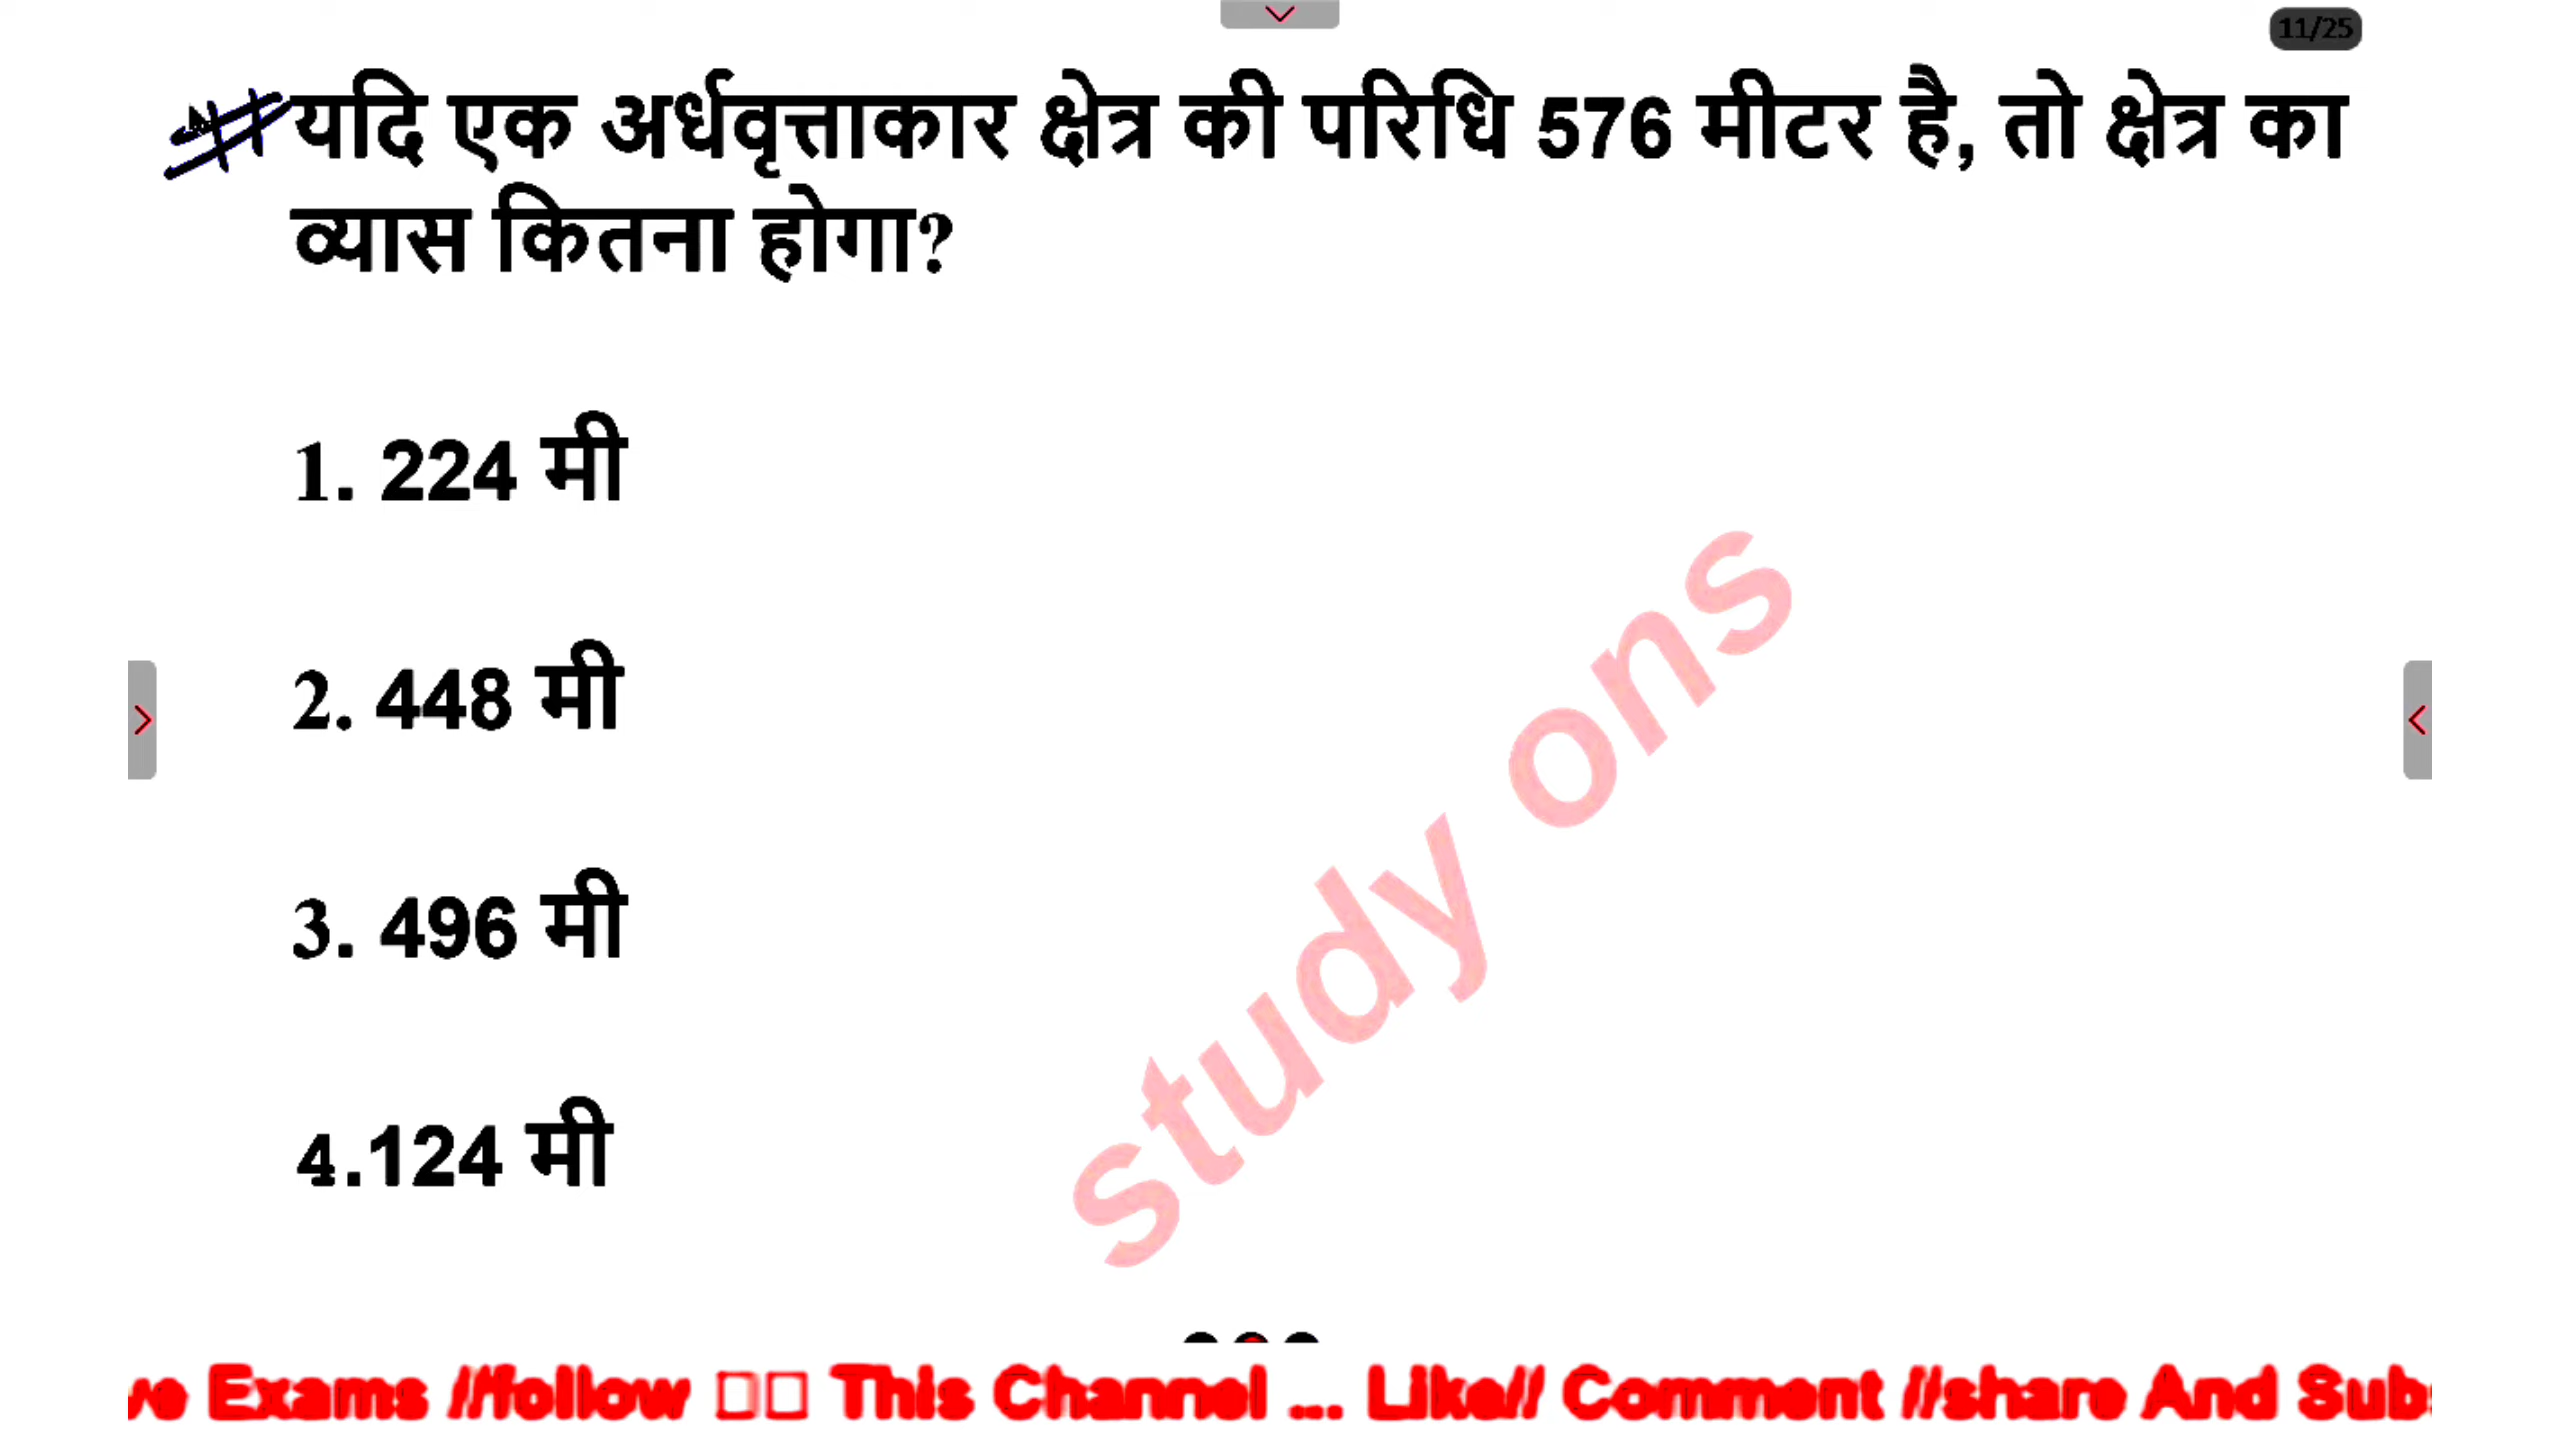 11/25
यदि एक अर्धवृत्ताकार क्षेत्र की परिधि 576 मीटर है, तो क्षेत्र का
व्यास कितना होगा?
1. 224 मी
2. 448 मी
3. 496 मी
4.124 मी
study ons
Exams //follow This Channel ... Like// Comment //share And